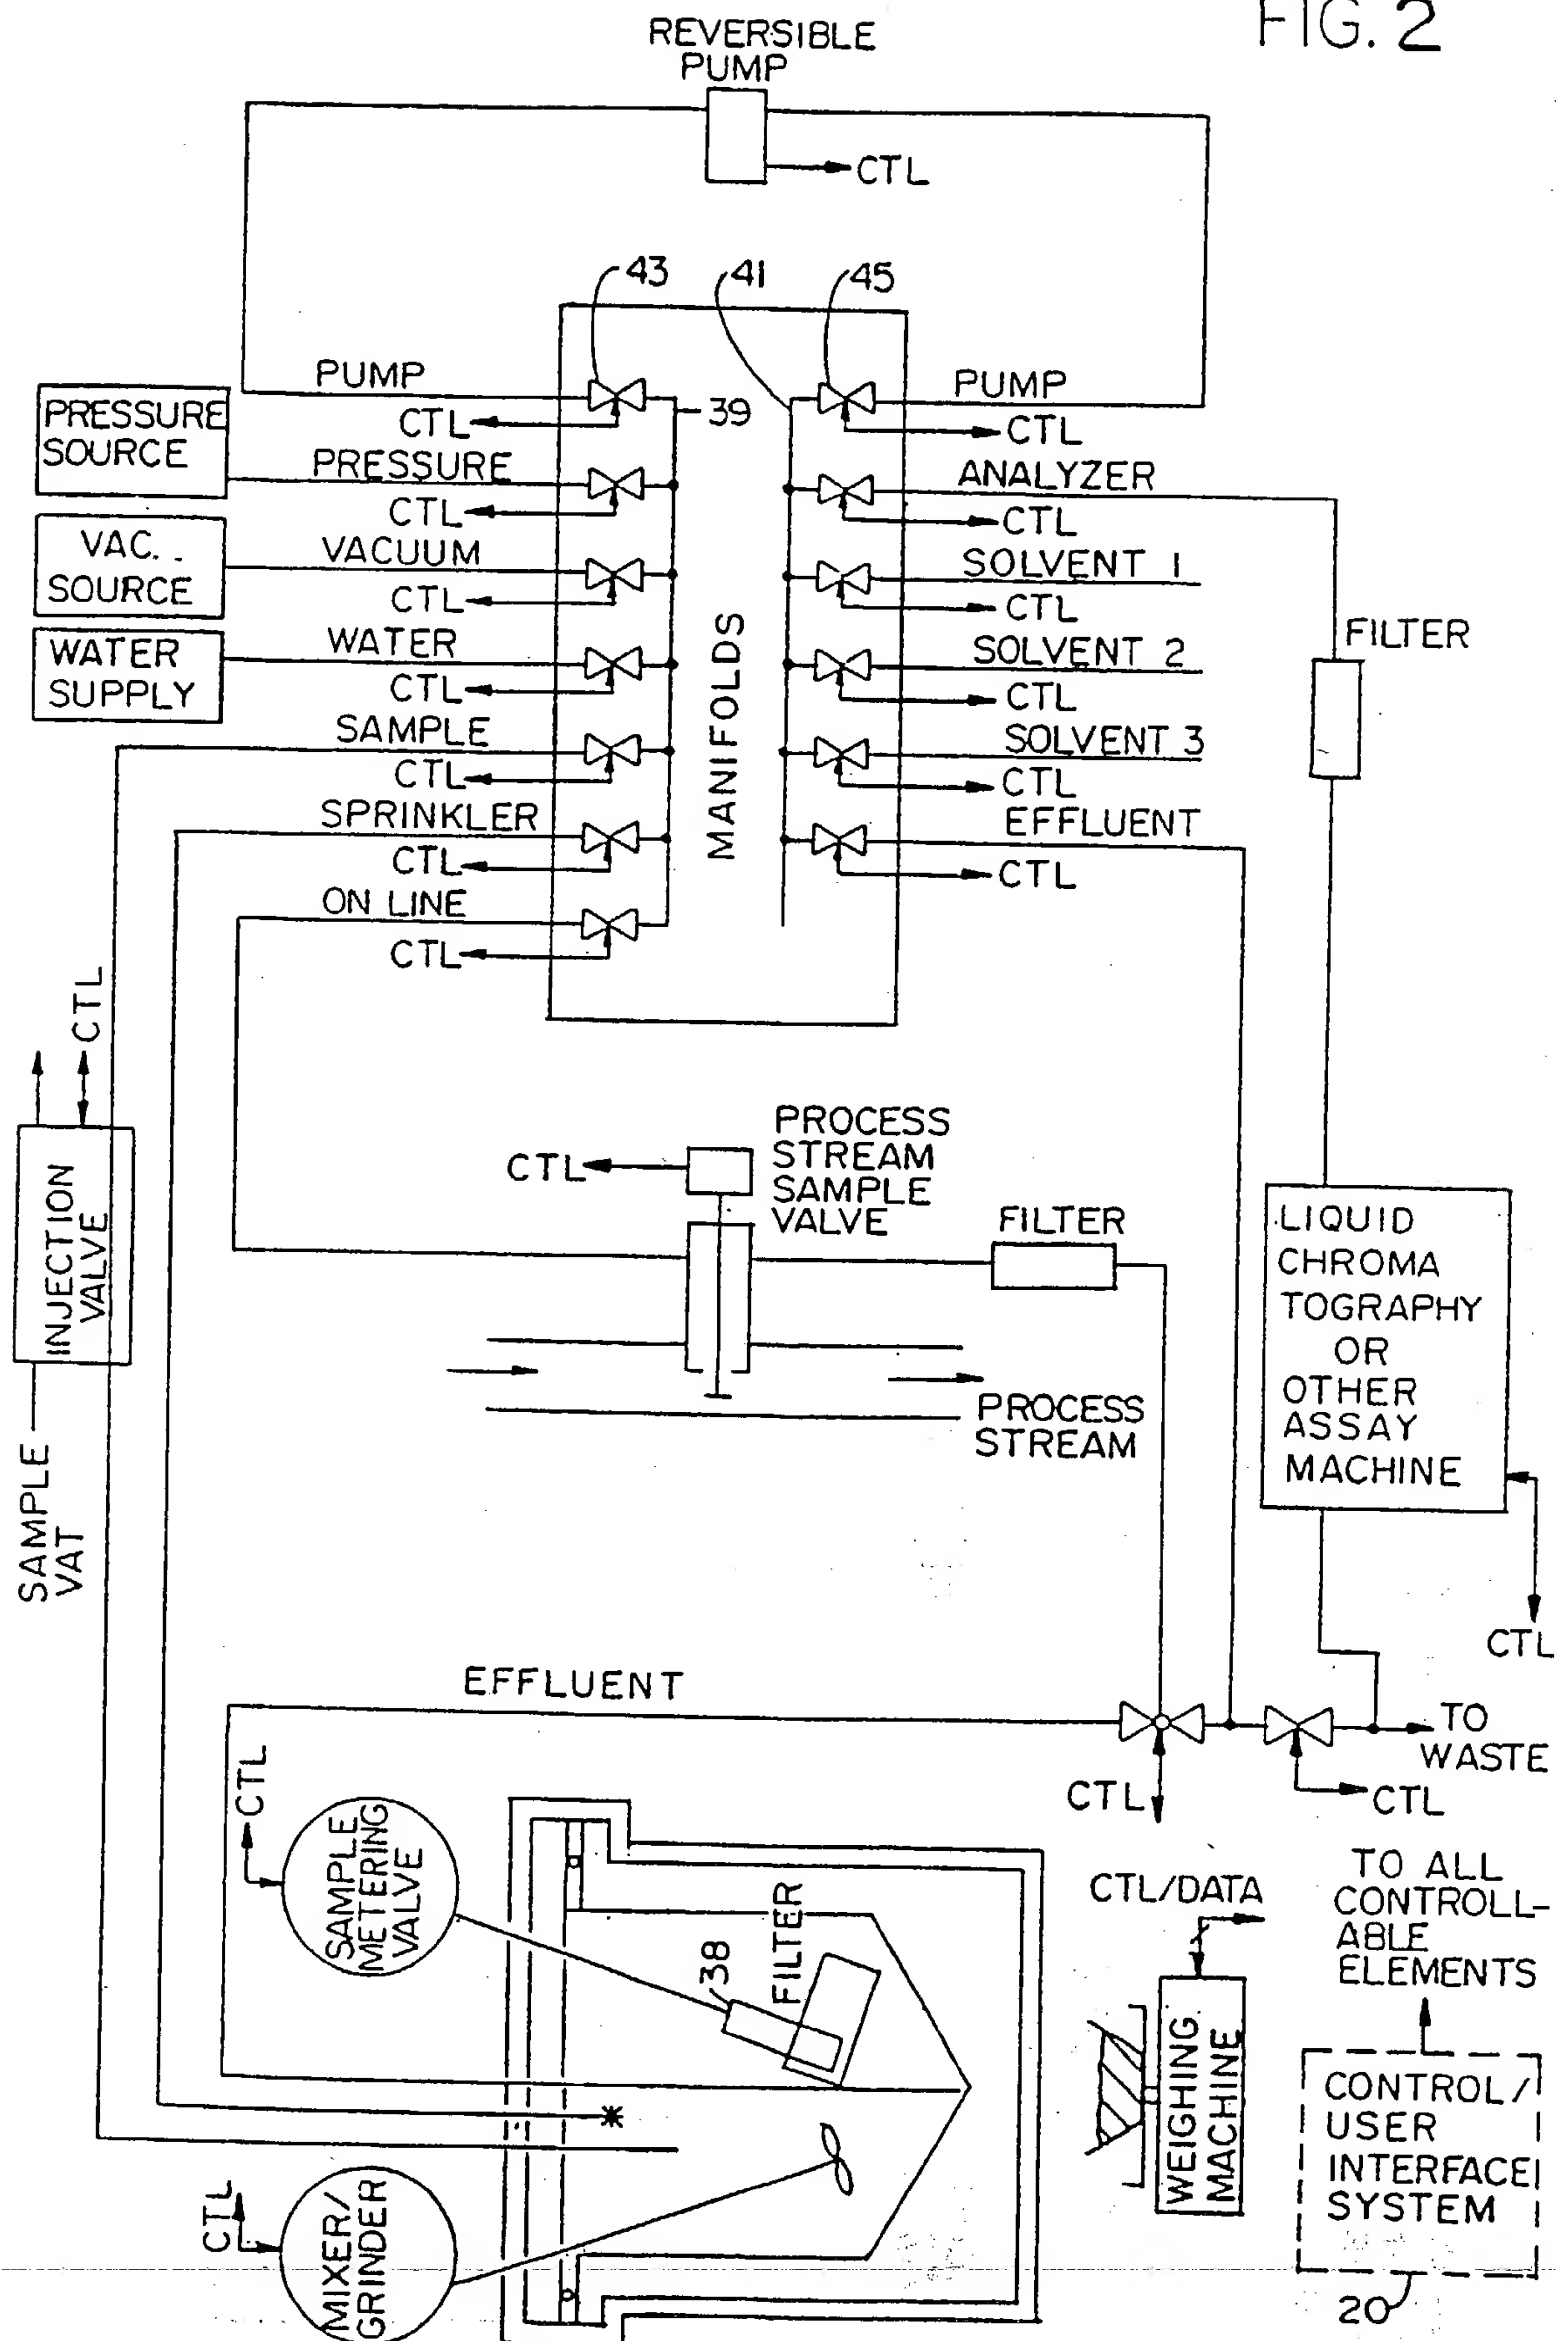 FIG. 2
REVERSIBLE
PUMP
CTL
43
41
45
PUMP
PUMP
PRESSURE
SOURCE
CTL
39
CTL
PRESSURE
ANALYZER
CTL
CTL
VAC.
SOURCE
VACUUM
SOLVENT 1
CTL
CTL
FILTER
WATER
SUPPLY
WATER
SOLVENT 2
CTL
CTL
MANIFOLDS
SAMPLE
SOLVENT 3
CTL
CTL
SPRINKLER
EFFLUENT
CTL
CTL
ON LINE
CTL
CTL
INJECTION
VALVE
SAMPLE
VAT
PROCESS
STREAM
SAMPLE
VALVE
CTL
FILTER
LIQUID
CHROMA
TOGRAPHY
OR
OTHER
ASSAY
MACHINE
PROCESS
STREAM
CTL
EFFLUENT
TO
WASTE
CTL
CTL
CTL
SAMPLE
METERING
VALVE
38
FILTER
CTL/DATA
WEIGHING
MACHINE
TO ALL
CONTROLL-
ABLE
ELEMENTS
CONTROL/
USER
INTERFACE
SYSTEM
20
CTL
MIXER/
GRINDER